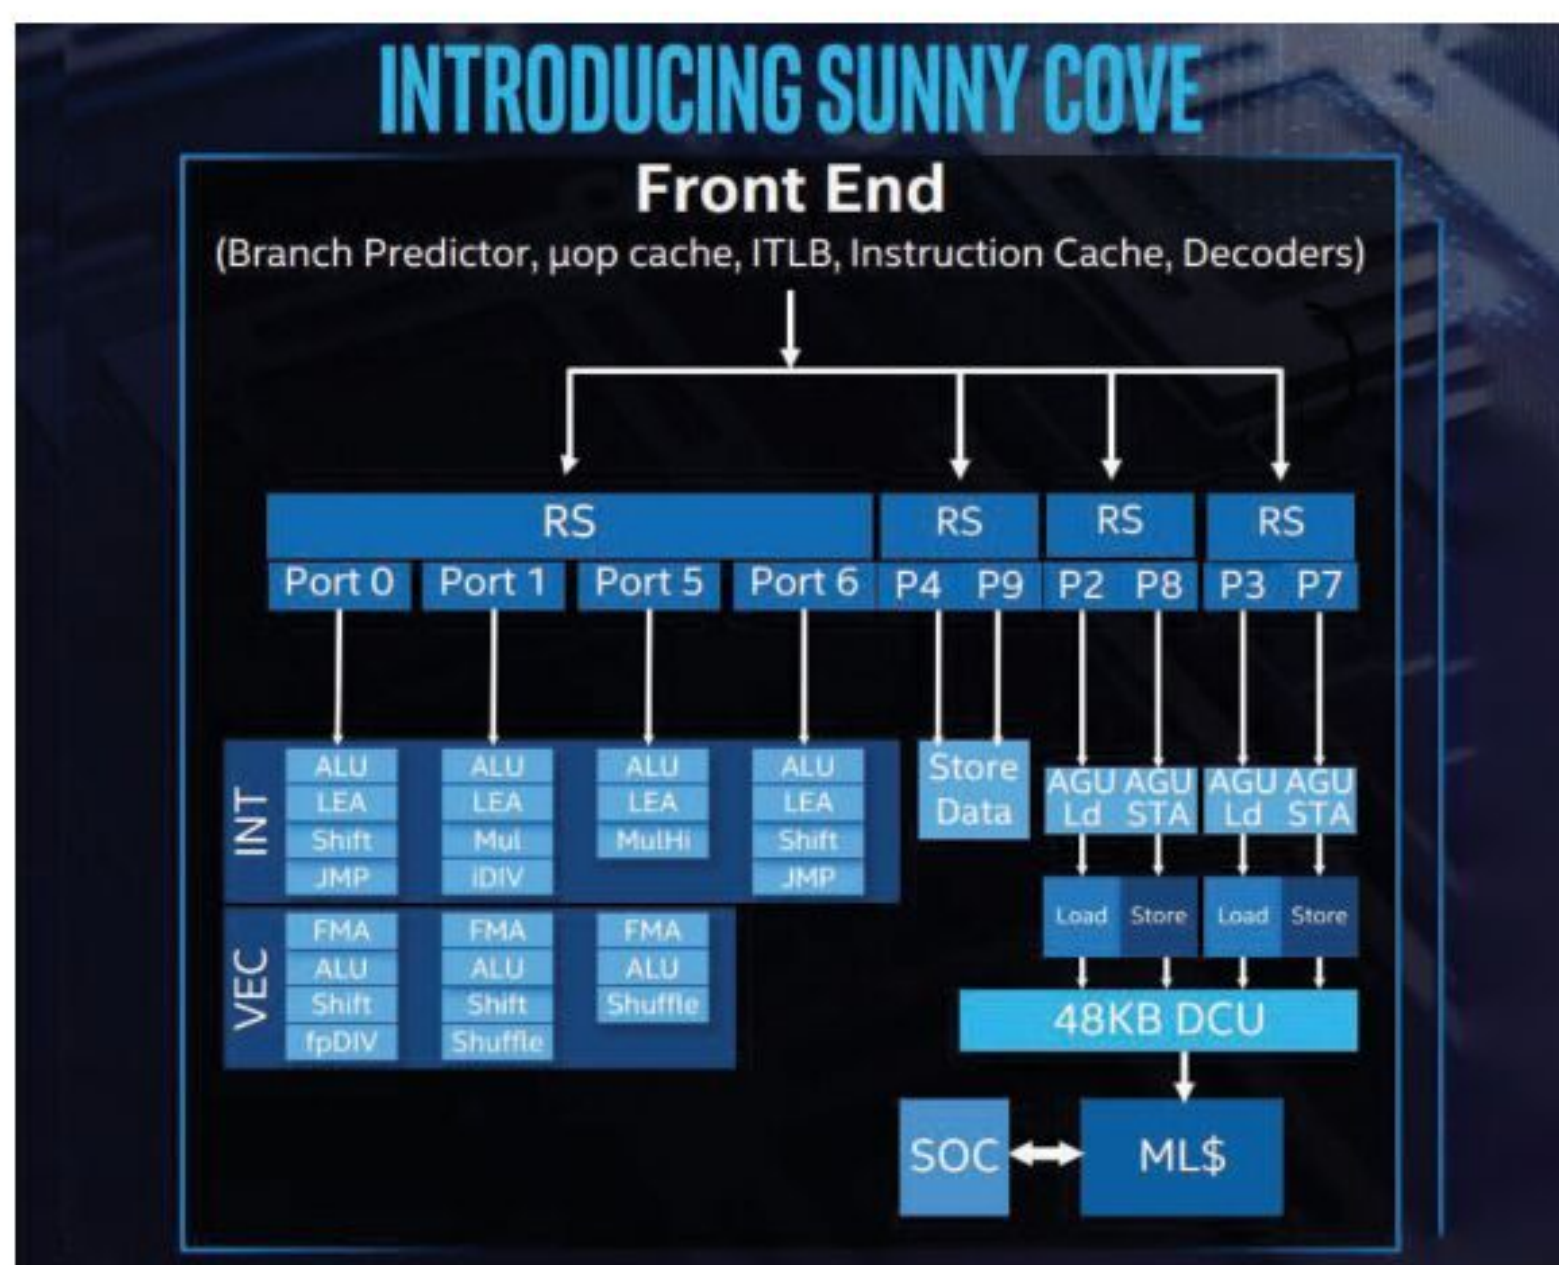 INTRODUCING SUNNY COVE
Front End
(Branch Predictor, µop cache, ITLB, Instruction Cache, Decoders)
RS RS RS RS
Port 0 Port 1 Port 5 Port 6 P4 P9 P2 P8 P3 P7
INT
ALU ALU ALU ALU
LEA LEA LEA LEA
Shift Mul MulHi Shift
JMP iDIV JMP
Store
Data
AGU AGU AGU AGU
Ld STA Ld STA
Load Store Load Store
VEC
FMA FMA FMA
ALU ALU ALU
Shift Shift Shuffle
fpDIV Shuffle
48KB DCU
SOC ML$